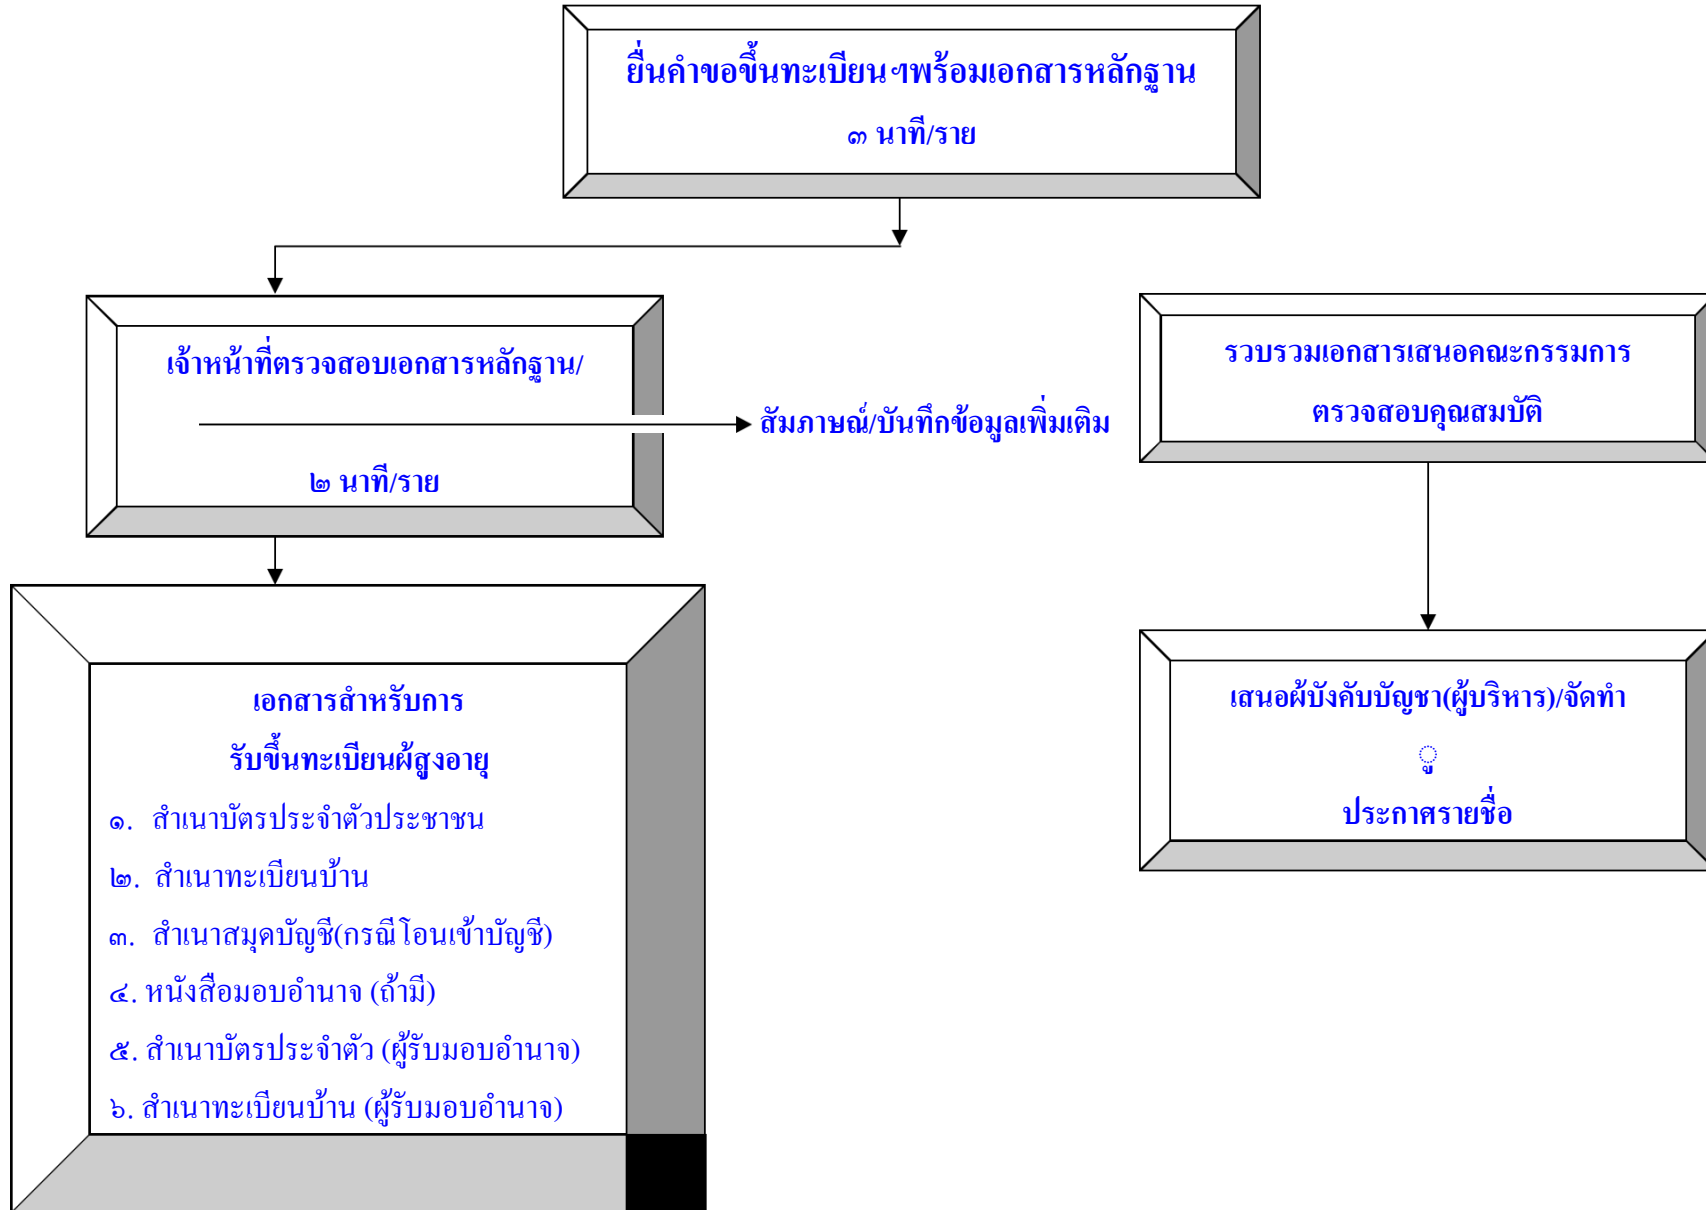 ยื่นคำขอขึ้นทะเบียนฯพร้อมเอกสารหลักฐาน
๓ นาที/ราย
เจ้าหน้าที่ตรวจสอบเอกสารหลักฐาน/
สัมภาษณ์/บันทึกข้อมูลเพิ่มเติม
๒ นาที/ราย
รวบรวมเอกสารเสนอคณะกรรมการ
ตรวจสอบคุณสมบัติ
เอกสารสำหรับการ
รับขึ้นทะเบียนผู้สูงอายุ
๑. สำเนาบัตรประจำตัวประชาชน
๒. สำเนาทะเบียนบ้าน
๓. สำเนาสมุดบัญชี(กรณีโอนเข้าบัญชี)
๔. หนังสือมอบอำนาจ (ถ้ามี)
๕. สำเนาบัตรประจำตัว (ผู้รับมอบอำนาจ)
๖. สำเนาทะเบียนบ้าน (ผู้รับมอบอำนาจ)
เสนอผ้บังคับบัญชา(ผู้บริหาร)/จัดทำ
ู
ประกาศรายชื่อ